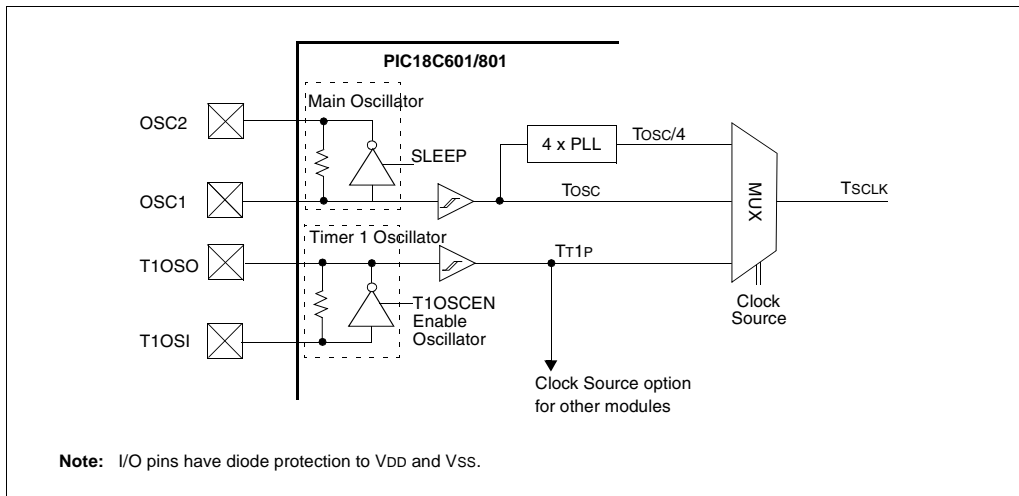 PIC18C601/801
Main Oscillator
OSC2
SLEEP
4 x PLL
TOSC/4
OSC1
TOSC
MUX
TSCLK
Timer 1 Oscillator
T1OSO
TT1P
T1OSCEN
Enable
Oscillator
T1OSI
Clock
Source
Clock Source option
for other modules
Note: I/O pins have diode protection to VDD and VSS.